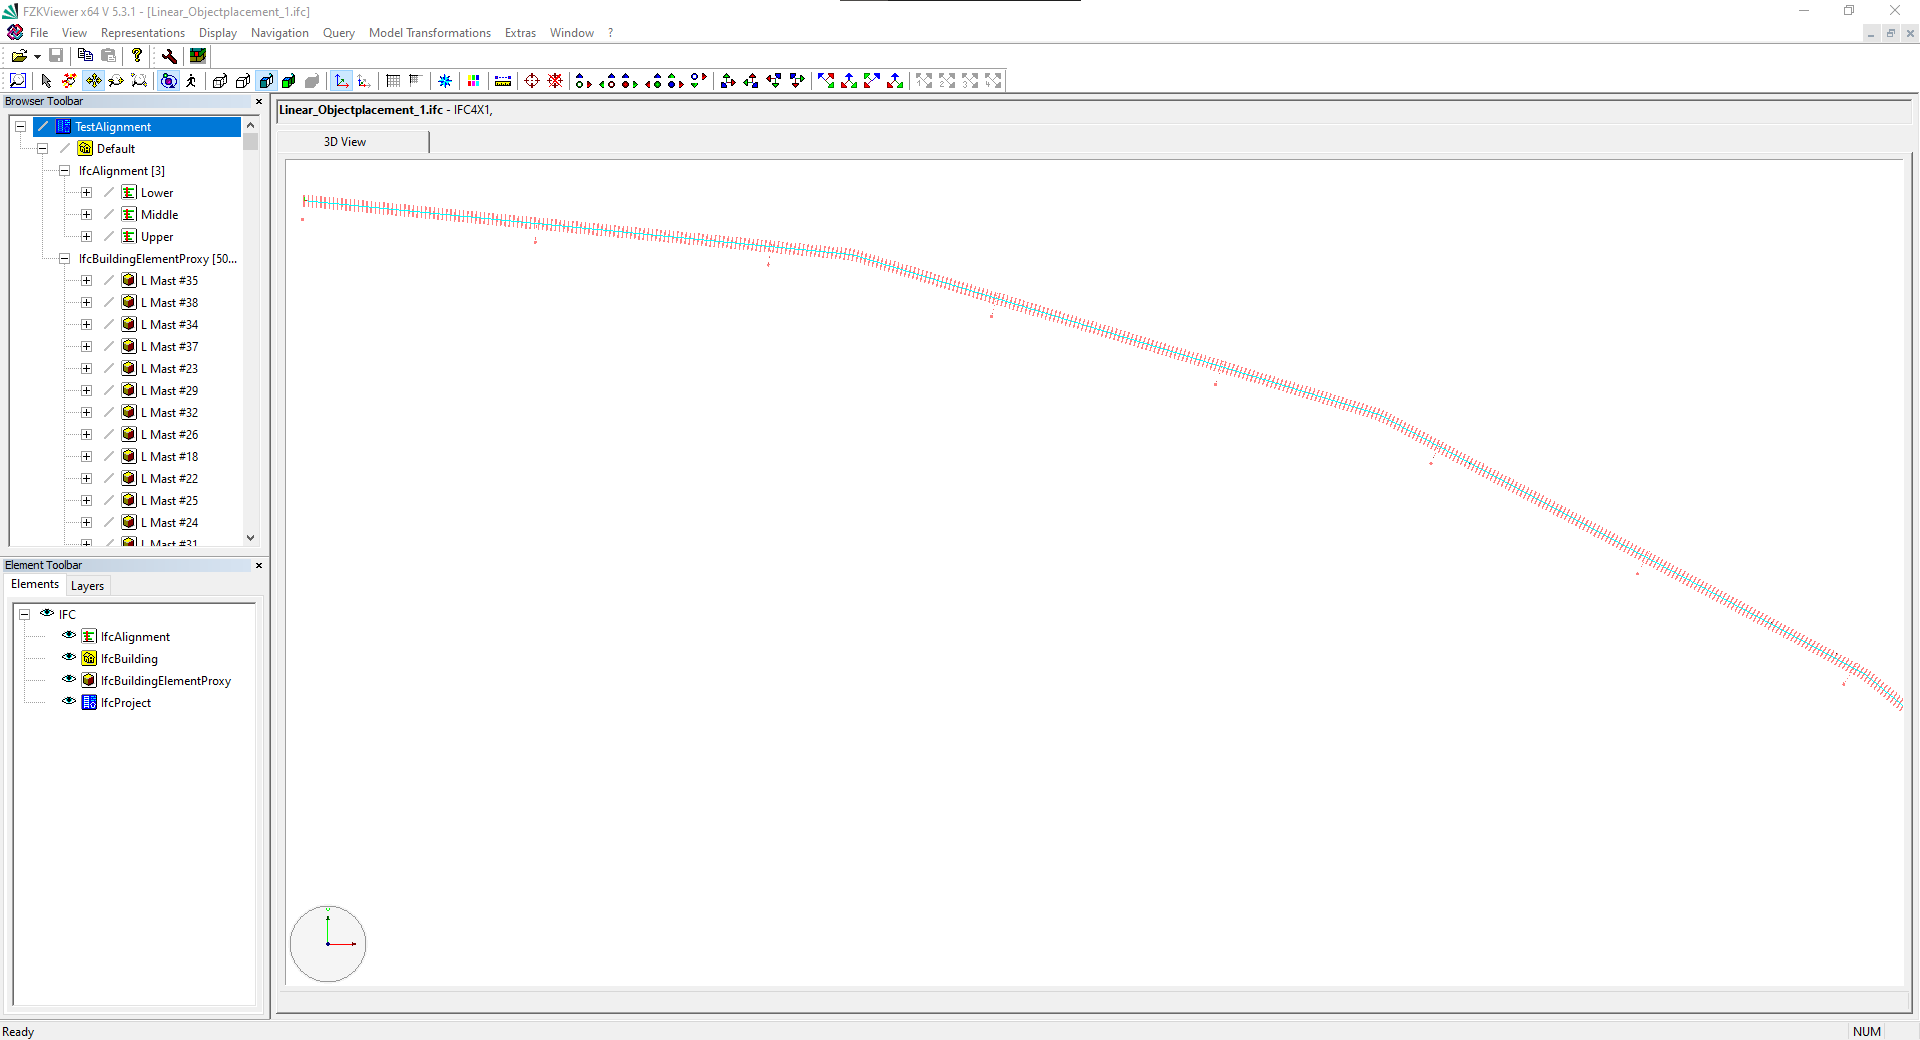 FZKViewer x64 V 5.3.1 - [Linear_Objectplacement_1.ifc]
File View Representations Display Navigation Query Model Transformations Extras Window ?
Browser Toolbar
TestAlignment
Default
IfcAlignment [3]
Lower
Middle
Upper
IfcBuildingElementProxy [50...
L Mast #35
L Mast #38
L Mast #34
L Mast #37
L Mast #23
L Mast #29
L Mast #32
L Mast #26
L Mast #18
L Mast #22
L Mast #25
L Mast #24
L Mast #31
Element Toolbar
Elements Layers
IFC
IfcAlignment
IfcBuilding
IfcBuildingElementProxy
IfcProject
Linear_Objectplacement_1.ifc - IFC4X1,
3D View
Ready
NUM